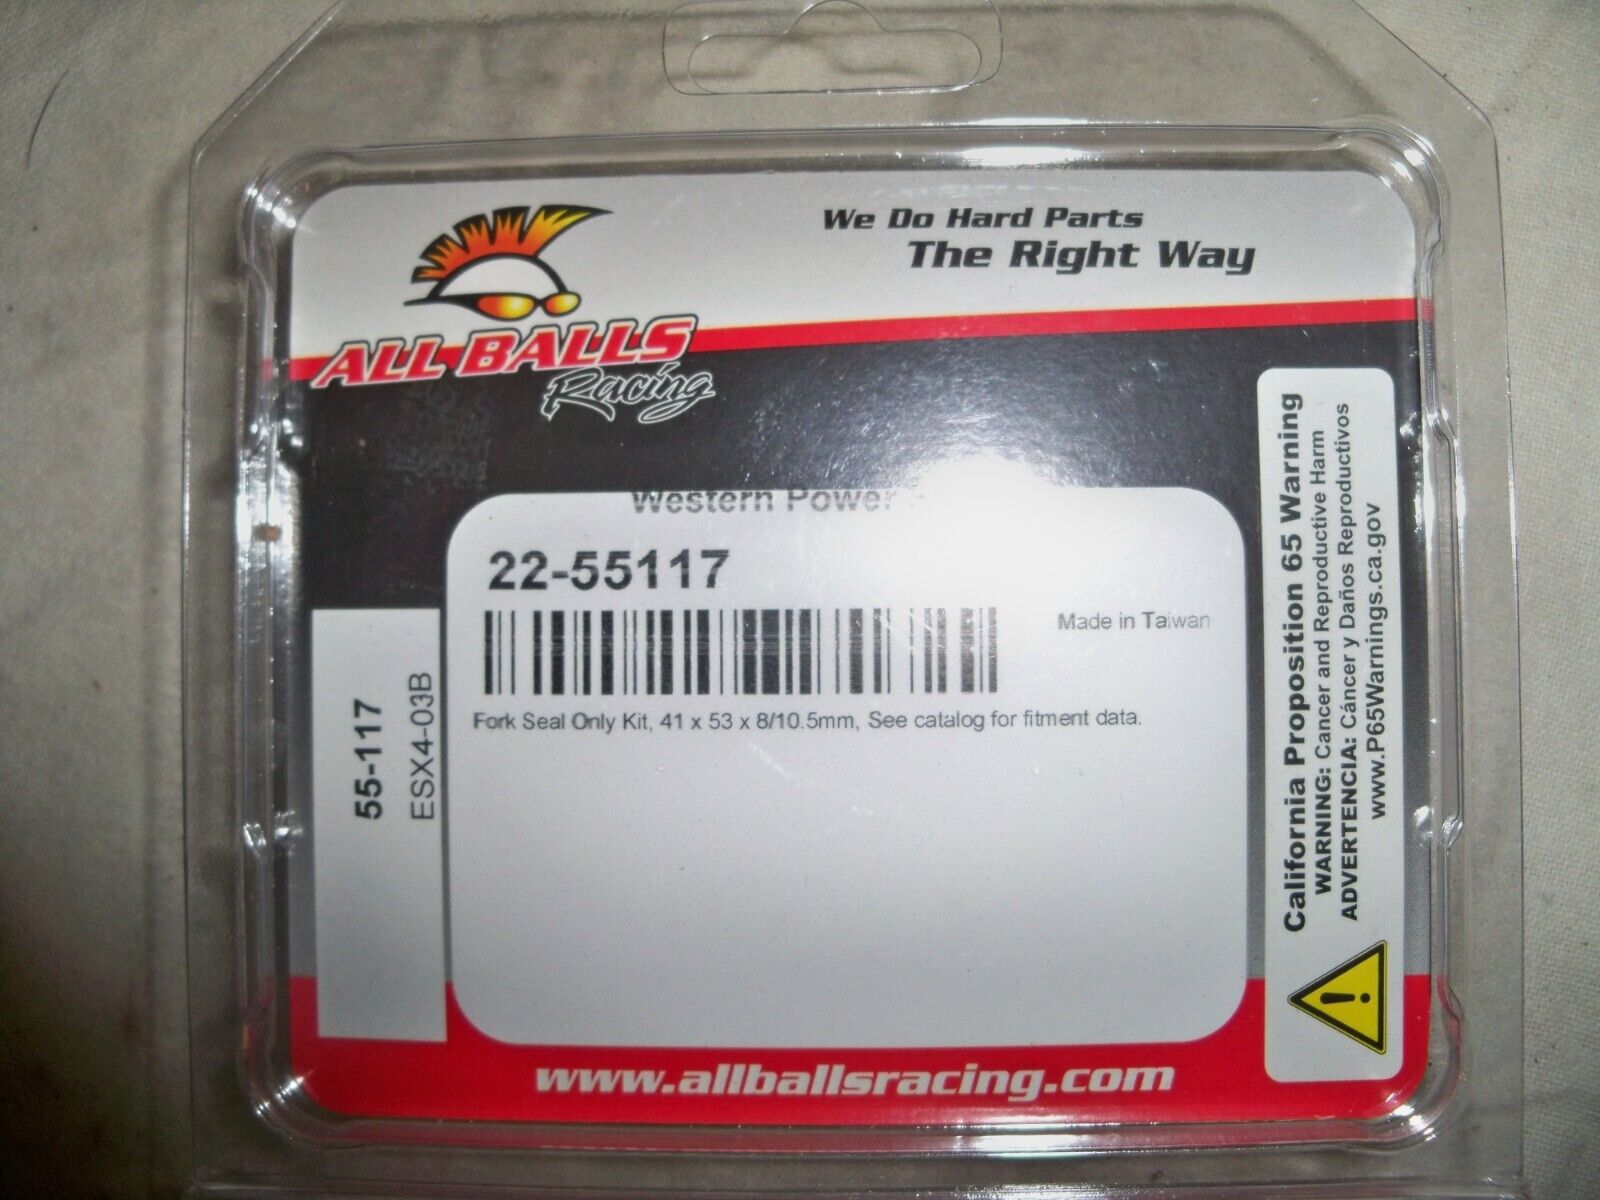 We Do Hard Parts
The Right Way
ALL BALLS
Racing
Western Power
22-55117
Made in Taiwan
Fork Seal Only Kit, 41 x 53 x 8/10.5mm, See catalog for fitment data.
55-117
ESX4-03B
California Proposition 65 Warning
WARNING: Cancer and Reproductive Harm
ADVERTENCIA: Cáncer y Daños Reproductivos
www.P65Warnings.ca.gov
www.allballsracing.com